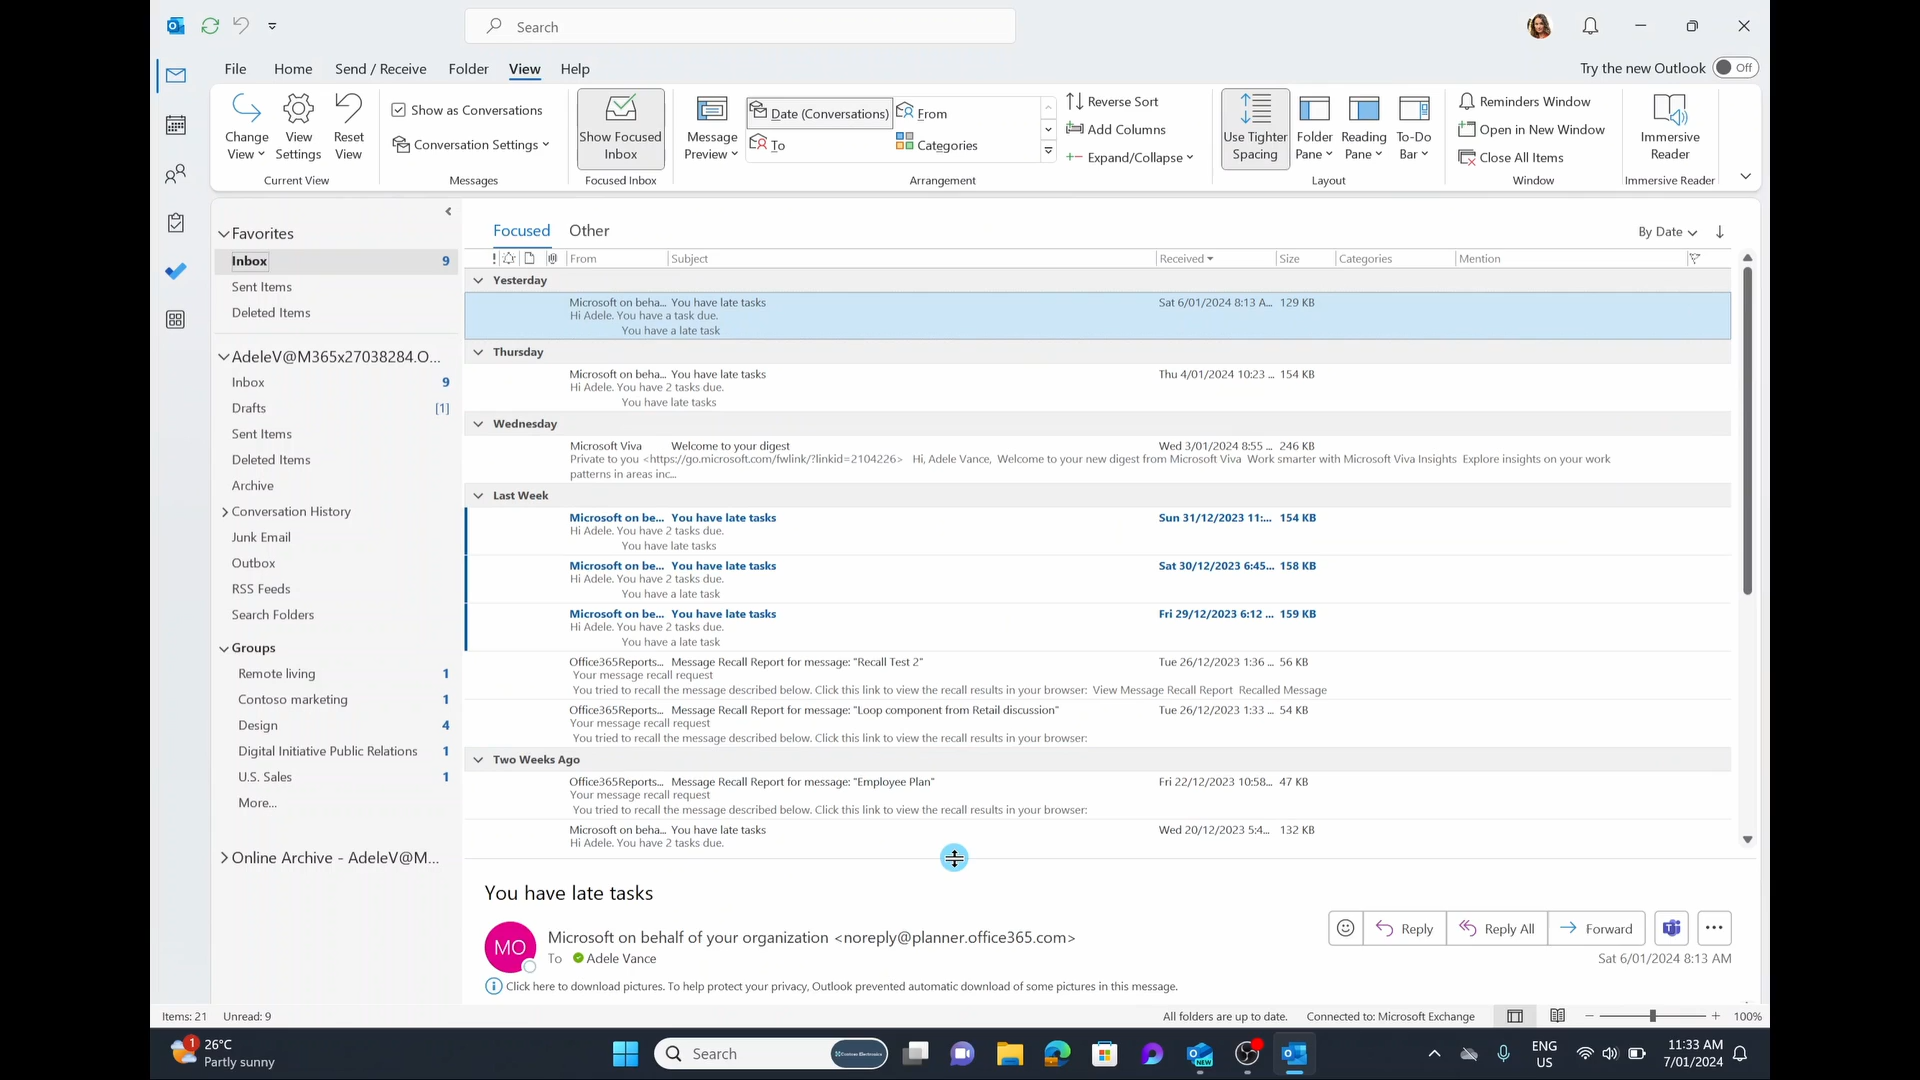 Search
File Home Send / Receive Folder View Help
Try the new Outlook Off
Change View
View Settings
Reset View
Current View
Show as Conversations
Conversation Settings
Messages
Show Focused Inbox
Focused Inbox
Message Preview
Date (Conversations)
From
To
Categories
Reverse Sort
Add Columns
Expand/Collapse
Arrangement
Use Tighter Spacing
Folder Pane
Reading Pane
To-Do Bar
Layout
Reminders Window
Open in New Window
Close All Items
Window
Immersive Reader
Immersive Reader
Favorites
Inbox 9
Sent Items
Deleted Items
AdeleV@M365x27038284.O...
Inbox 9
Drafts [1]
Sent Items
Deleted Items
Archive
Conversation History
Junk Email
Outbox
RSS Feeds
Search Folders
Groups
Remote living 1
Contoso marketing 1
Design 4
Digital Initiative Public Relations 1
U.S. Sales 1
More...
Online Archive - AdeleV@M...
Focused Other
By Date
! From Subject Received Size Categories Mention
Yesterday
Microsoft on beha... You have late tasks Sat 6/01/2024 8:13 A... 129 KB
Hi Adele. You have a task due.
You have a late task
Thursday
Microsoft on beha... You have late tasks Thu 4/01/2024 10:23 ... 154 KB
Hi Adele. You have 2 tasks due.
You have late tasks
Wednesday
Microsoft Viva Welcome to your digest Wed 3/01/2024 8:55 ... 246 KB
Private to you <https://go.microsoft.com/fwlink/?linkid=2104226> Hi, Adele Vance, Welcome to your new digest from Microsoft Viva Work smarter with Microsoft Viva Insights Explore insights on your work
patterns in areas inc...
Last Week
Microsoft on be... You have late tasks Sun 31/12/2023 11:... 154 KB
Hi Adele. You have 2 tasks due.
You have late tasks
Microsoft on be... You have late tasks Sat 30/12/2023 6:45... 158 KB
Hi Adele. You have 2 tasks due.
You have a late task
Microsoft on be... You have late tasks Fri 29/12/2023 6:12 ... 159 KB
Hi Adele. You have 2 tasks due.
You have a late task
Office365Reports... Message Recall Report for message: "Recall Test 2" Tue 26/12/2023 1:36 ... 56 KB
Your message recall request
You tried to recall the message described below. Click this link to view the recall results in your browser: View Message Recall Report Recalled Message
Office365Reports... Message Recall Report for message: "Loop component from Retail discussion" Tue 26/12/2023 1:33 ... 54 KB
Your message recall request
You tried to recall the message described below. Click this link to view the recall results in your browser:
Two Weeks Ago
Office365Reports... Message Recall Report for message: "Employee Plan" Fri 22/12/2023 10:58... 47 KB
Your message recall request
You tried to recall the message described below. Click this link to view the recall results in your browser:
Microsoft on beha... You have late tasks Wed 20/12/2023 5:4... 132 KB
Hi Adele. You have 2 tasks due.
You have late tasks
MO
Microsoft on behalf of your organization <noreply@planner.office365.com>
To Adele Vance
Reply Reply All Forward
Sat 6/01/2024 8:13 AM
Click here to download pictures. To help protect your privacy, Outlook prevented automatic download of some pictures in this message.
Items: 21 Unread: 9
All folders are up to date. Connected to: Microsoft Exchange 100%
1
26°C
Partly sunny
Search
NEW
ENG
US
11:33 AM
7/01/2024